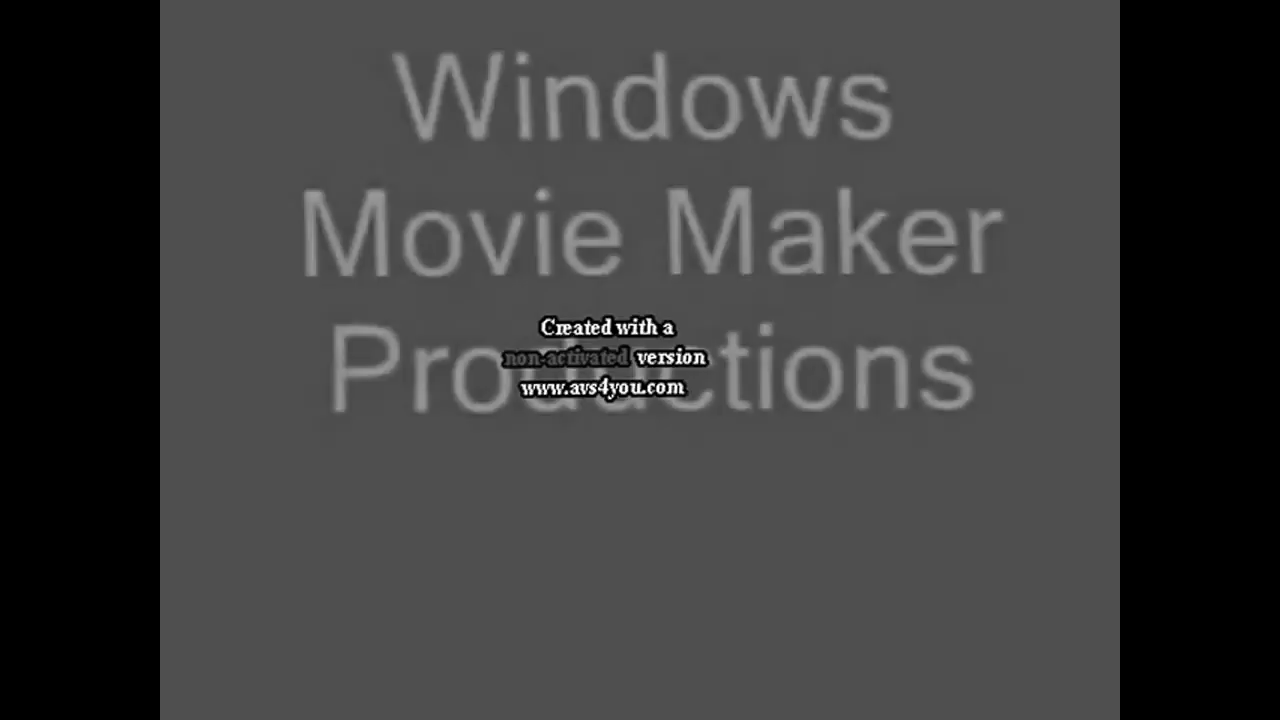 Windows
Movie Maker
Productions
Created with a
non-activated version
www.avs4you.com